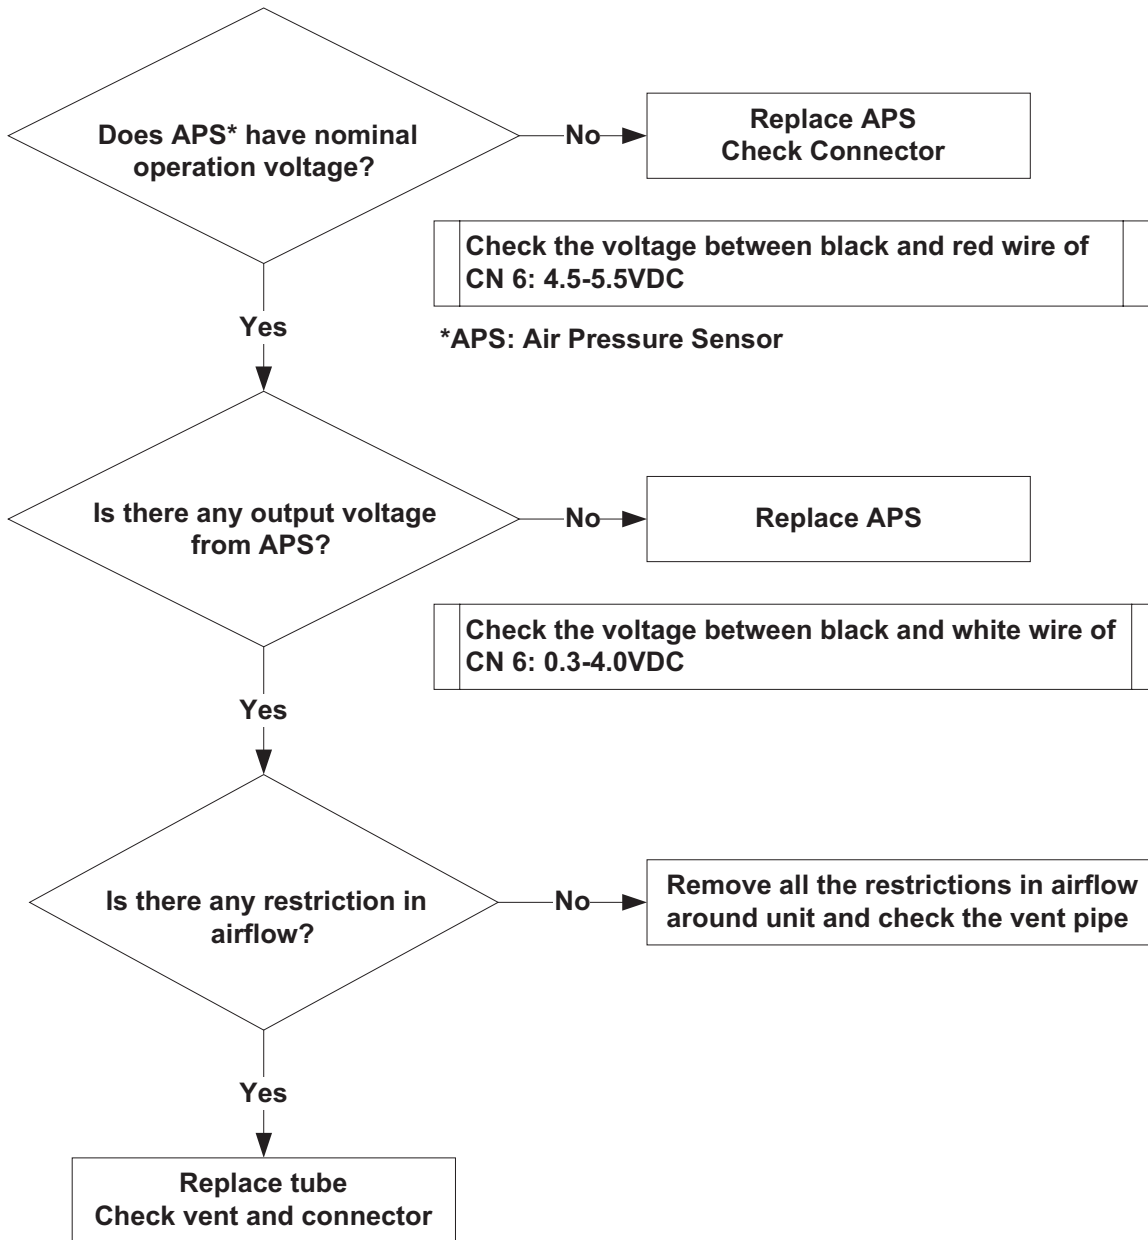 Does APS* have nominal
operation voltage?
No
Replace APS
Check Connector
Check the voltage between black and red wire of
CN 6: 4.5-5.5VDC
*APS: Air Pressure Sensor
Yes
Is there any output voltage
from APS?
No
Replace APS
Check the voltage between black and white wire of
CN 6: 0.3-4.0VDC
Yes
Is there any restriction in
airflow?
No
Remove all the restrictions in airflow
around unit and check the vent pipe
Yes
Replace tube
Check vent and connector